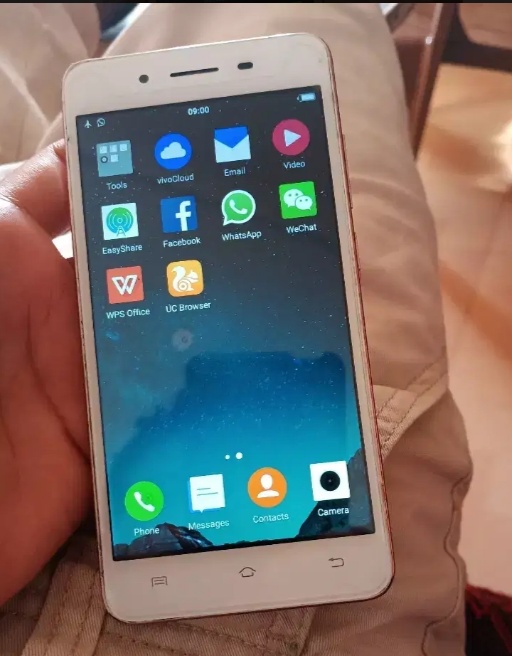 09:00
Tools
vivoCloud
Email
Video
EasyShare
Facebook
WhatsApp
WeChat
WPS Office
UC Browser
Phone
Messages
Contacts
Camera